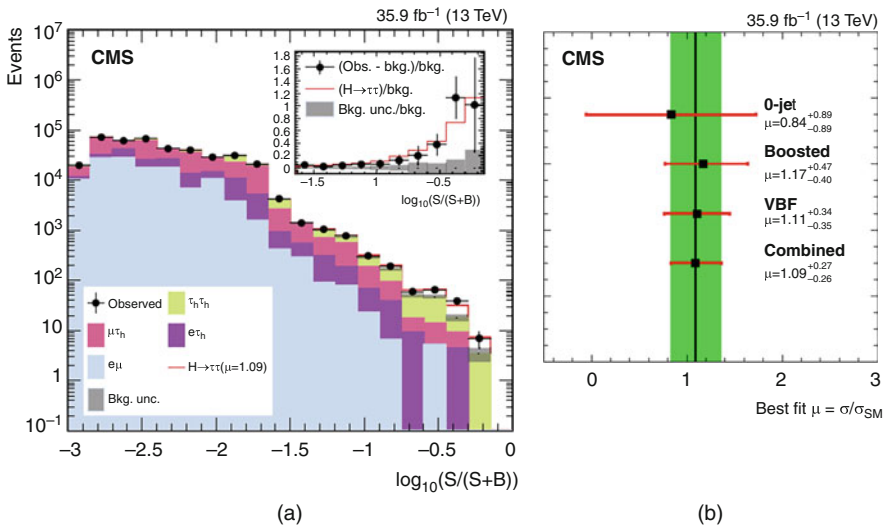 35.9 fb⁻¹ (13 TeV)
CMS
Events
10⁷
10⁶
10⁵
10⁴
10³
10²
10
1
10⁻¹
−3 −2.5 −2 −1.5 −1 −0.5 0
log₁₀(S/(S+B))
1.8
1.6
1.4
1.2
1
0.8
0.6
0.4
0.2
0
−1.5 −1 −0.5
log₁₀(S/(S+B))
(Obs. - bkg.)/bkg.
(H→ττ)/bkg.
Bkg. unc./bkg.
Observed τₕτₕ
μτₕ eτₕ
eμ H→ττ(μ=1.09)
Bkg. unc.
(a)
35.9 fb⁻¹ (13 TeV)
CMS
0-jet
μ=0.84 +0.89 −0.89
Boosted
μ=1.17 +0.47 −0.40
VBF
μ=1.11 +0.34 −0.35
Combined
μ=1.09 +0.27 −0.26
0 1 2 3
Best fit μ = σ/σSM
(b)